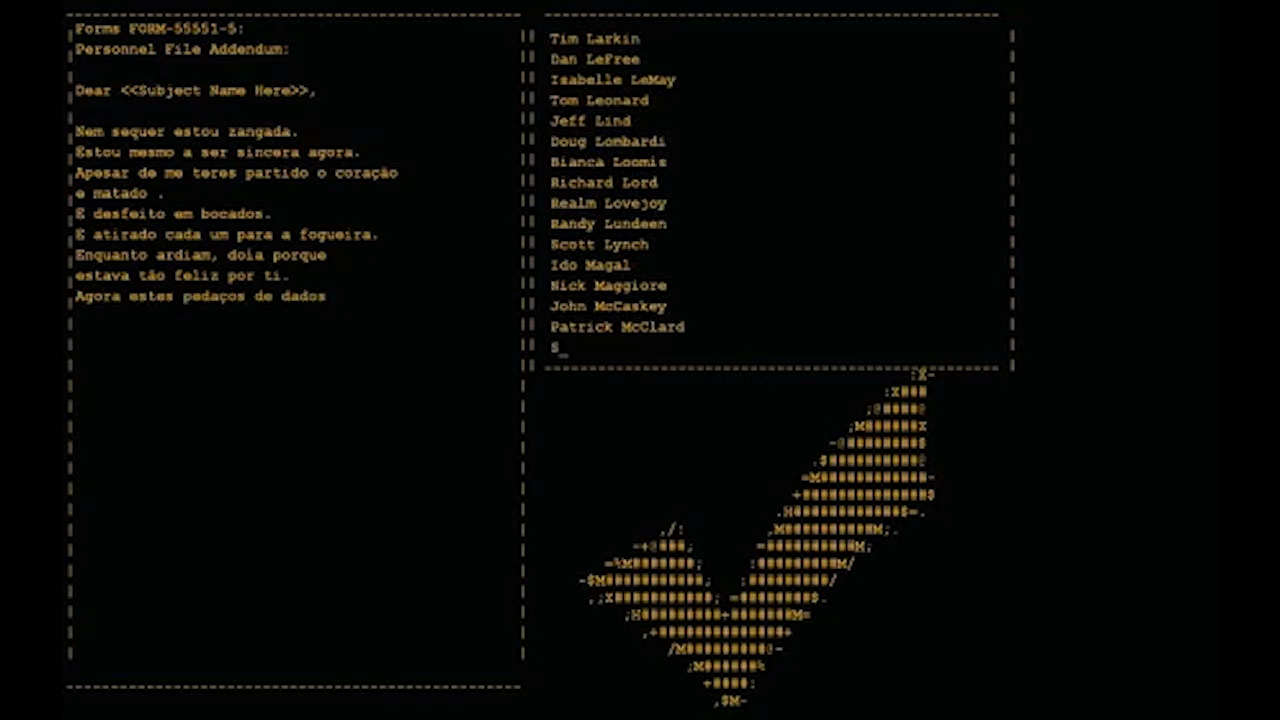 Forms FORM-55551-5:
Personnel File Addendum:
Dear <<Subject Name Here>>,
Nem sequer estou zangada.
Estou mesmo a ser sincera agora.
Apesar de me teres partido o coração
e matado .
E desfeito em bocados.
E atirado cada um para a fogueira.
Enquanto ardiam, doia porque
estava tão feliz por ti.
Agora estes pedaços de dados
Tim Larkin
Dan LeFree
Isabelle LeMay
Tom Leonard
Jeff Lind
Doug Lombardi
Bianca Loomis
Richard Lord
Realm Lovejoy
Randy Lundeen
Scott Lynch
Ido Magal
Nick Maggiore
John McCaskey
Patrick McClard
S_